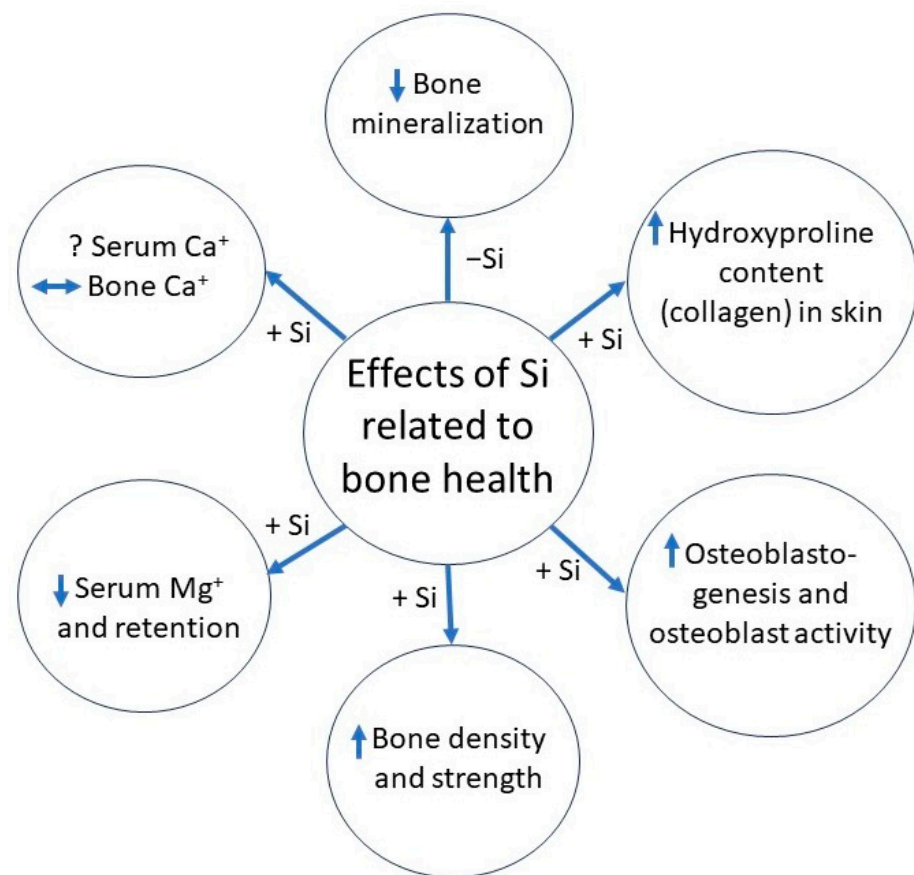 ↓ Bone
mineralization
−Si
↑ Hydroxyproline
content
(collagen) in skin
+ Si
? Serum Ca⁺
↔ Bone Ca⁺
+ Si
Effects of Si
related to
bone health
+ Si
↓ Serum Mg⁺
and retention
+ Si
↑ Osteoblasto-
genesis and
osteoblast activity
+ Si
↑ Bone density
and strength